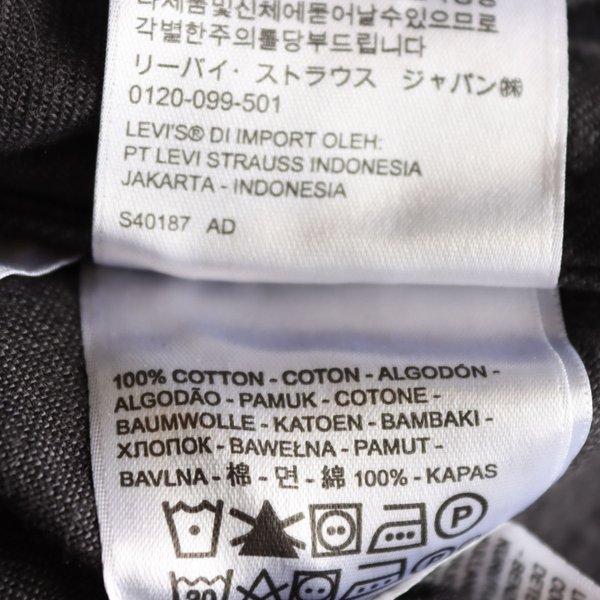 다제품및신체에묻어날수있으므로
각별한주의를당부드립니다
リーバイ・ストラウス ジャパン㈱
0120-099-501
LEVI'S® DI IMPORT OLEH:
PT LEVI STRAUSS INDONESIA
JAKARTA - INDONESIA
S40187 AD
100% COTTON - COTON - ALGODÓN -
ALGODÃO - PAMUK - COTONE -
BAUMWOLLE - KATOEN - BAMBAKI -
ХЛОПОК - BAWEŁNA - PAMUT -
BAVLNA - 棉 - 면 - 綿 100% - KAPAS
P